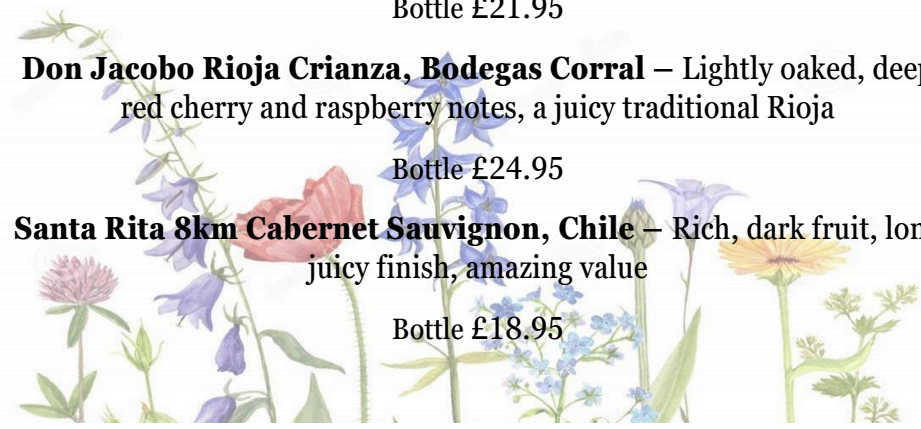 Bottle £21.95
Don Jacobo Rioja Crianza, Bodegas Corral – Lightly oaked,
red cherry and raspberry notes, a juicy traditional Rioja
Bottle £24.95
Santa Rita 8km Cabernet Sauvignon, Chile – Rich, dark fruit,
juicy finish, amazing value
Bottle £18.95